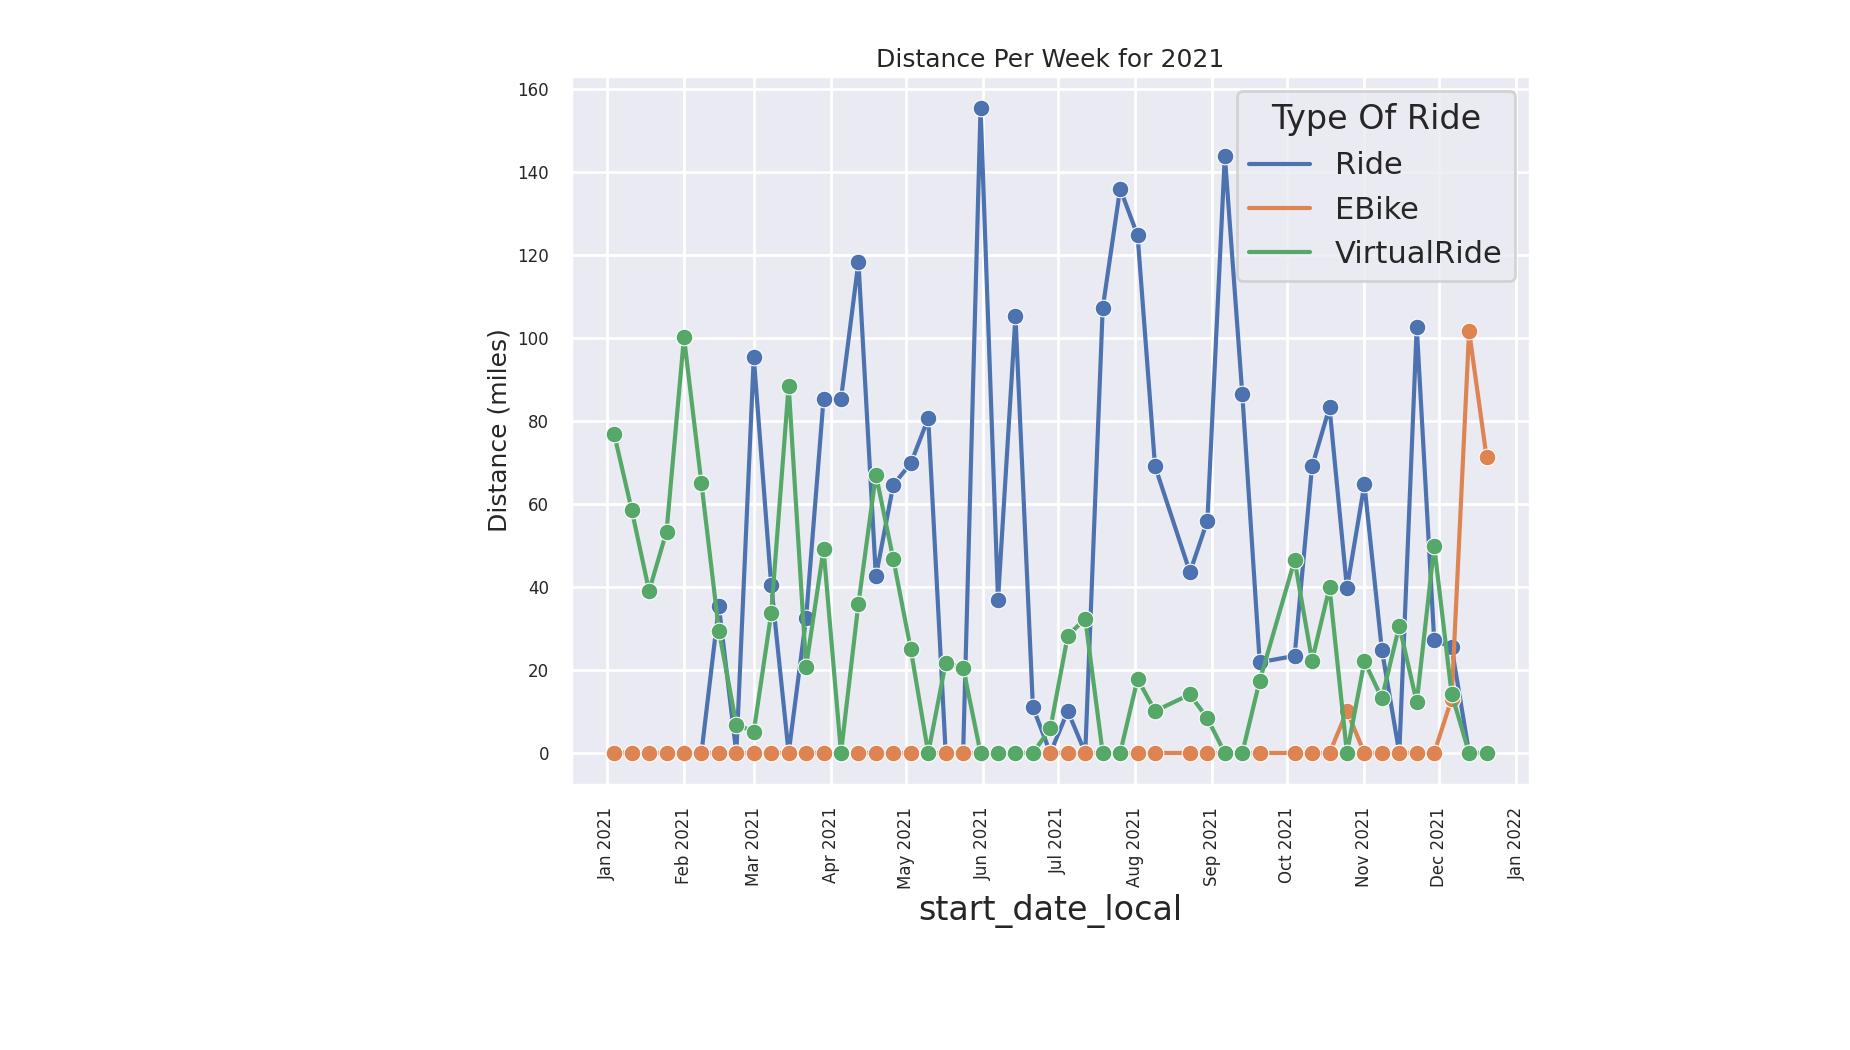 Distance Per Week for 2021
160
140
120
100
80
60
40
20
0
Distance (miles)
Type Of Ride
Ride
EBike
VirtualRide
Jan 2021
Feb 2021
Mar 2021
Apr 2021
May 2021
Jun 2021
Jul 2021
Aug 2021
Sep 2021
Oct 2021
Nov 2021
Dec 2021
Jan 2022
start_date_local